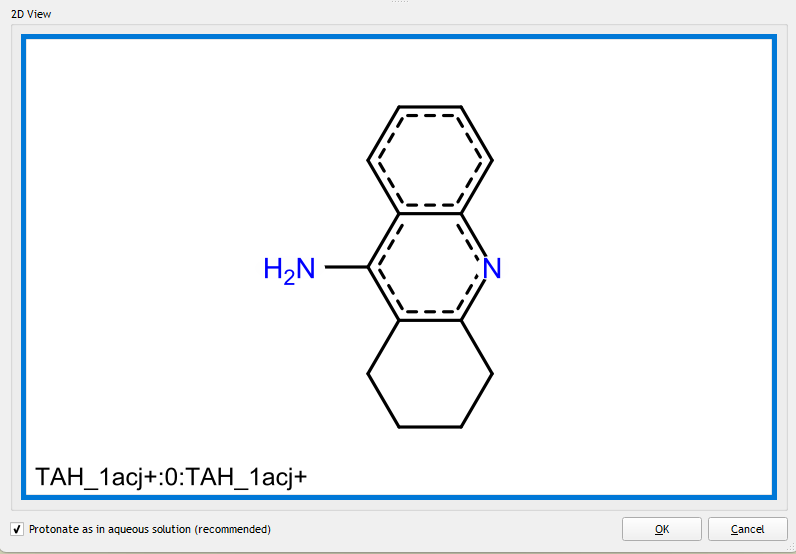 2D View
H2N
N
TAH_1acj+:0:TAH_1acj+
Protonate as in aqueous solution (recommended)
OK
Cancel